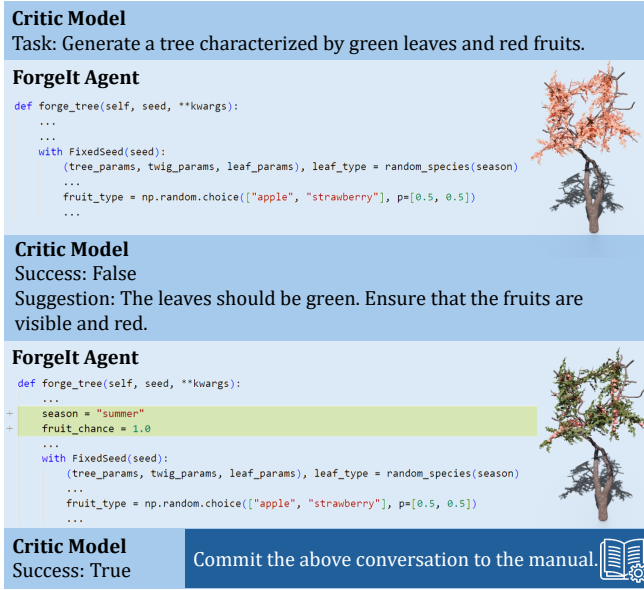 Critic Model
Task: Generate a tree characterized by green leaves and red fruits.
ForgeIt Agent
def forge_tree(self, seed, **kwargs):
...
...
with FixedSeed(seed):
(tree_params, twig_params, leaf_params), leaf_type = random_species(season)
...
fruit_type = np.random.choice(["apple", "strawberry"], p=[0.5, 0.5])
...
Critic Model
Success: False
Suggestion: The leaves should be green. Ensure that the fruits are
visible and red.
ForgeIt Agent
def forge_tree(self, seed, **kwargs):
...
+ season = "summer"
+ fruit_chance = 1.0
...
with FixedSeed(seed):
(tree_params, twig_params, leaf_params), leaf_type = random_species(season)
...
fruit_type = np.random.choice(["apple", "strawberry"], p=[0.5, 0.5])
...
Critic Model
Success: True
Commit the above conversation to the manual.